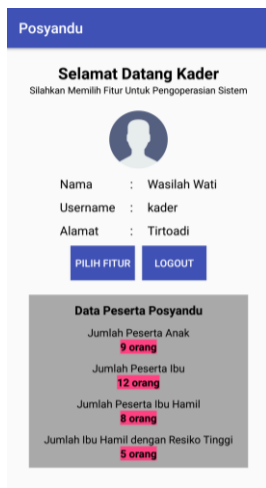 Posyandu
Selamat Datang Kader
Silahkan Memilih Fitur Untuk Pengoperasian Sistem
Nama : Wasilah Wati
Username : kader
Alamat : Tirtoadi
PILIH FITUR LOGOUT
Data Peserta Posyandu
Jumlah Peserta Anak
9 orang
Jumlah Peserta Ibu
12 orang
Jumlah Peserta Ibu Hamil
8 orang
Jumlah Ibu Hamil dengan Resiko Tinggi
5 orang